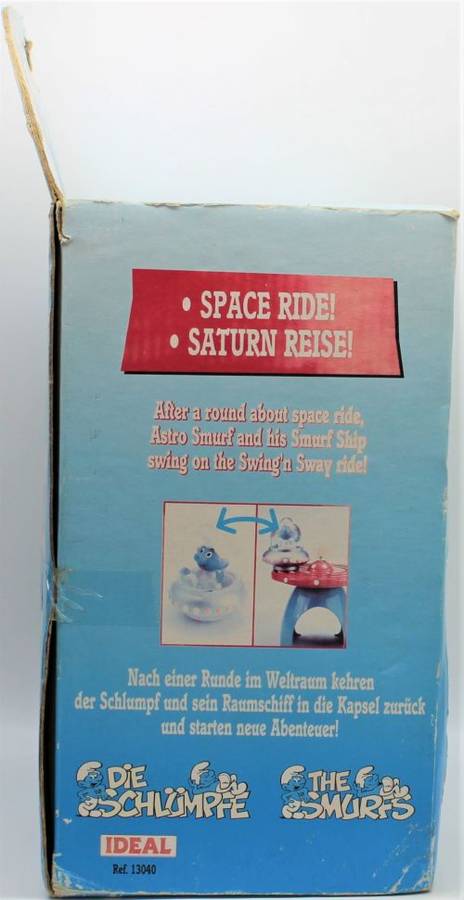 • SPACE RIDE!
• SATURN REISE!
After a round about space ride,
Astro Smurf and his Smurf Ship
swing on the Swing'n Sway ride!
Nach einer Runde im Weltraum kehren
der Schlumpf und sein Raumschiff in die Kapsel zurück
und starten neue Abenteuer!
DIE
SCHLÜMPFE
THE
SMURFS
IDEAL
Ref. 13040